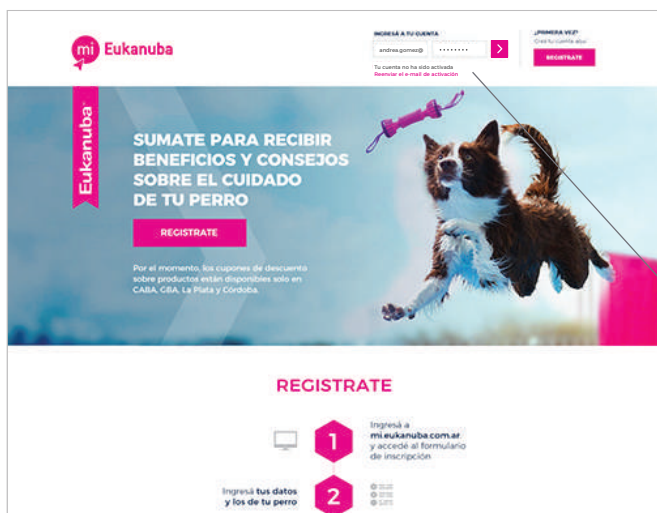 mi Eukanuba
INGRESÁ A TU CUENTA
andrea.gomez@
Tu cuenta no ha sido activada
Reenviar el e-mail de activación
¿PRIMERA VEZ?
Creá tu cuenta aquí
REGISTRATE
Eukanuba
SUMATE PARA RECIBIR
BENEFICIOS Y CONSEJOS
SOBRE EL CUIDADO
DE TU PERRO
REGISTRATE
Por el momento, los cupones de descuento
sobre productos están disponibles solo en
CABA, GBA, La Plata y Córdoba.
REGISTRATE
1
Ingresá a
mi.eukanuba.com.ar
y accedé al formulario
de inscripción
Ingresá tus datos
y los de tu perro
2